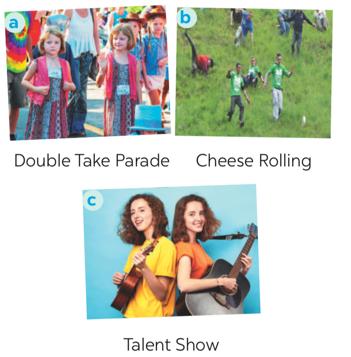 a
b
Double Take Parade
Cheese Rolling
c
Talent Show